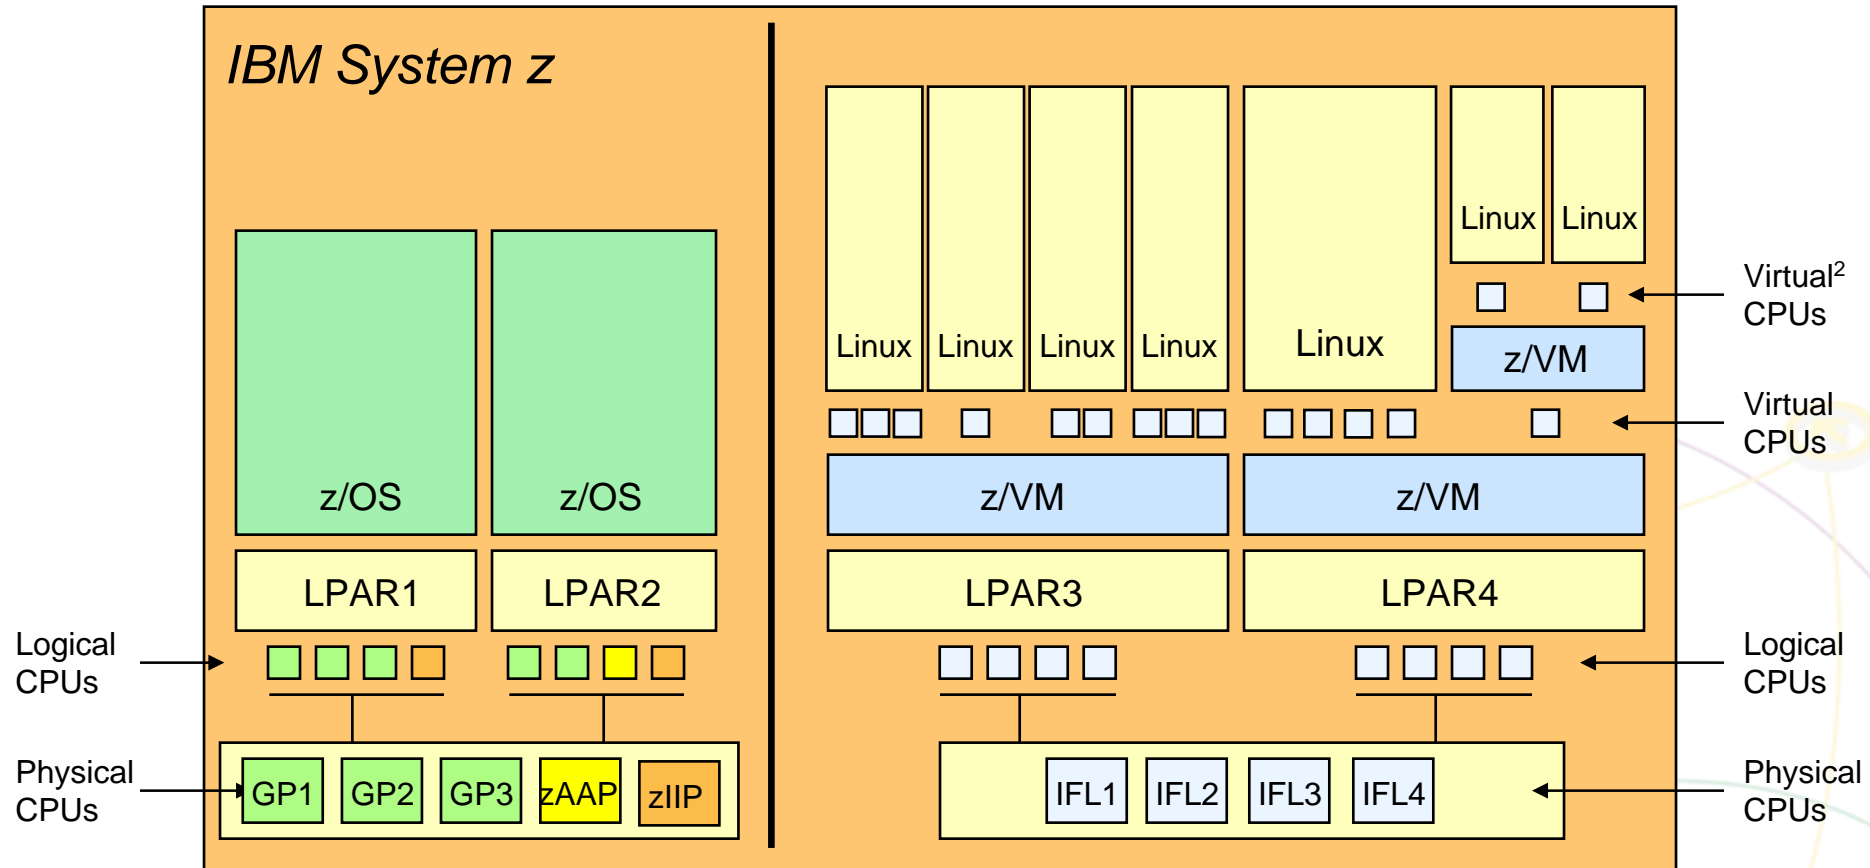 IBM System z
Linux Linux
Virtual2
CPUs
Linux Linux Linux Linux Linux
z/VM
Virtual
CPUs
z/OS z/OS z/VM z/VM
LPAR1 LPAR2 LPAR3 LPAR4
Logical
CPUs
Logical
CPUs
Physical
CPUs
GP1 GP2 GP3 zAAP zIIP
IFL1 IFL2 IFL3 IFL4
Physical
CPUs